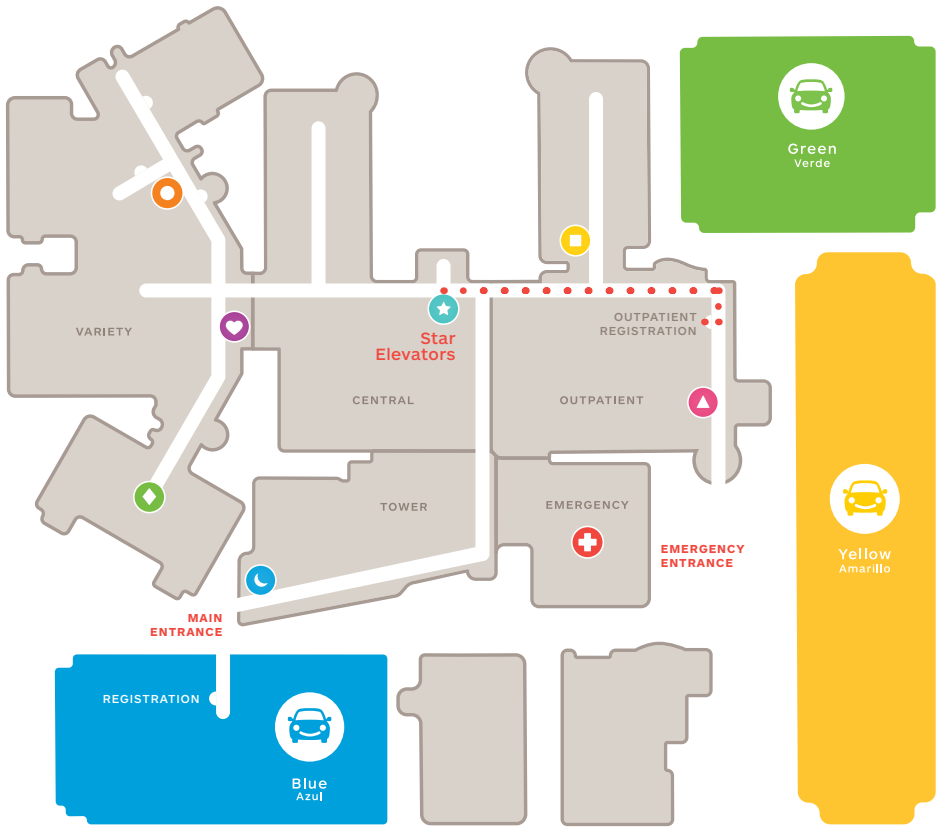 Green
Verde
OUTPATIENT
REGISTRATION
VARIETY
Star
Elevators
CENTRAL
OUTPATIENT
TOWER
EMERGENCY
EMERGENCY
ENTRANCE
Yellow
Amarillo
MAIN
ENTRANCE
REGISTRATION
Blue
Azul